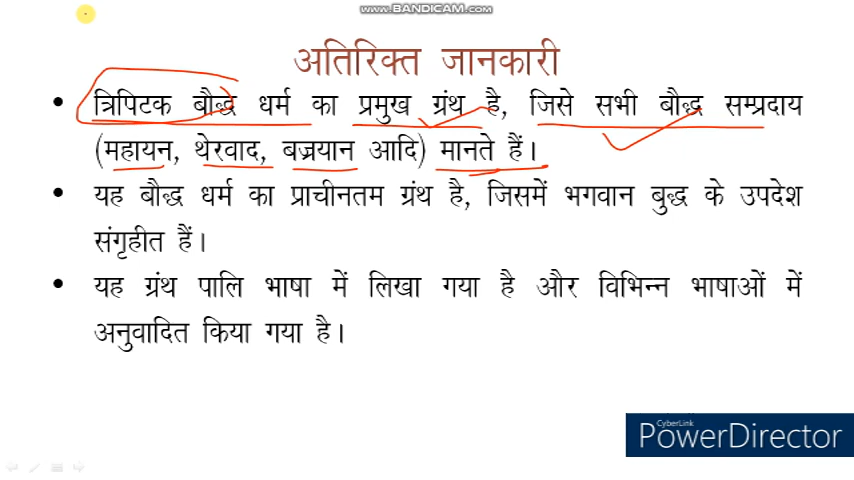 www.BANDICAM.com
अतिरिक्त जानकारी
• त्रिपिटक बौद्ध धर्म का प्रमुख ग्रंथ है, जिसे सभी बौद्ध सम्प्रदाय
(महायन, थेरवाद, बज्रयान आदि) मानते हैं।
• यह बौद्ध धर्म का प्राचीनतम ग्रंथ है, जिसमें भगवान बुद्ध के उपदेश
संगृहीत हैं।
• यह ग्रंथ पालि भाषा में लिखा गया है और विभिन्न भाषाओं में
अनुवादित किया गया है।
CyberLink
PowerDirector